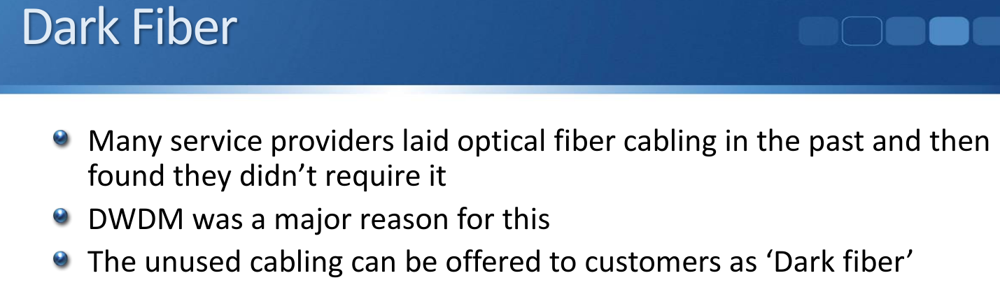 Dark Fiber
Many service providers laid optical fiber cabling in the past and then
found they didn’t require it
DWDM was a major reason for this
The unused cabling can be offered to customers as ‘Dark fiber’